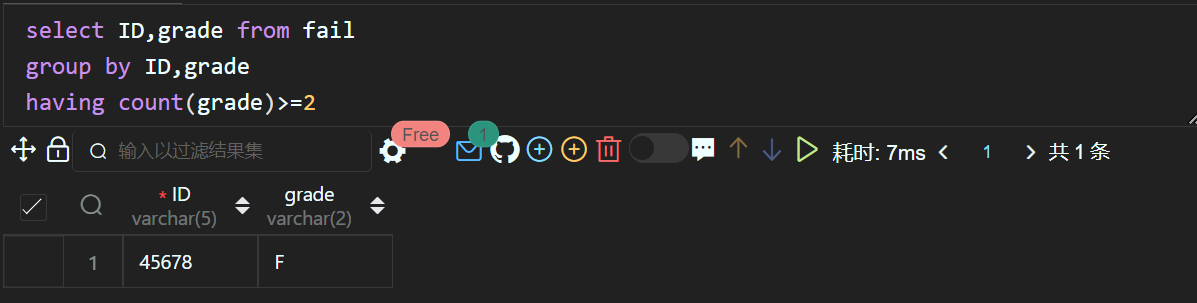 select ID,grade from fail
group by ID,grade
having count(grade)>=2
输入以过滤结果集 Free 1 耗时: 7ms 1 共 1 条
* ID grade
varchar(5) varchar(2)
1 45678 F